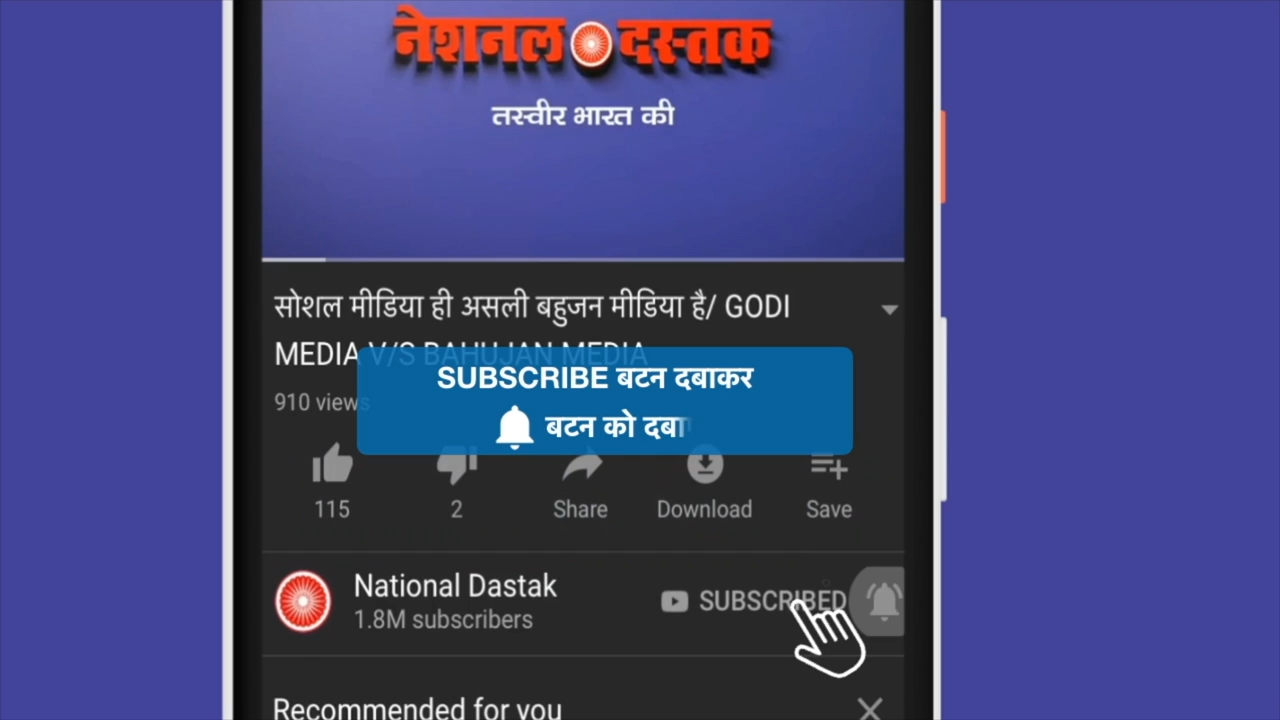 नेशनल दस्तक
तस्वीर भारत की
सोशल मीडिया ही असली बहुजन मीडिया है/ GODI
MEDIA V/S BAHUJAN MEDIA
910 views
SUBSCRIBE बटन दबाकर
बटन को दबा
115
2
Share
Download
Save
National Dastak
SUBSCRIBED
1.8M subscribers
Recommended for you